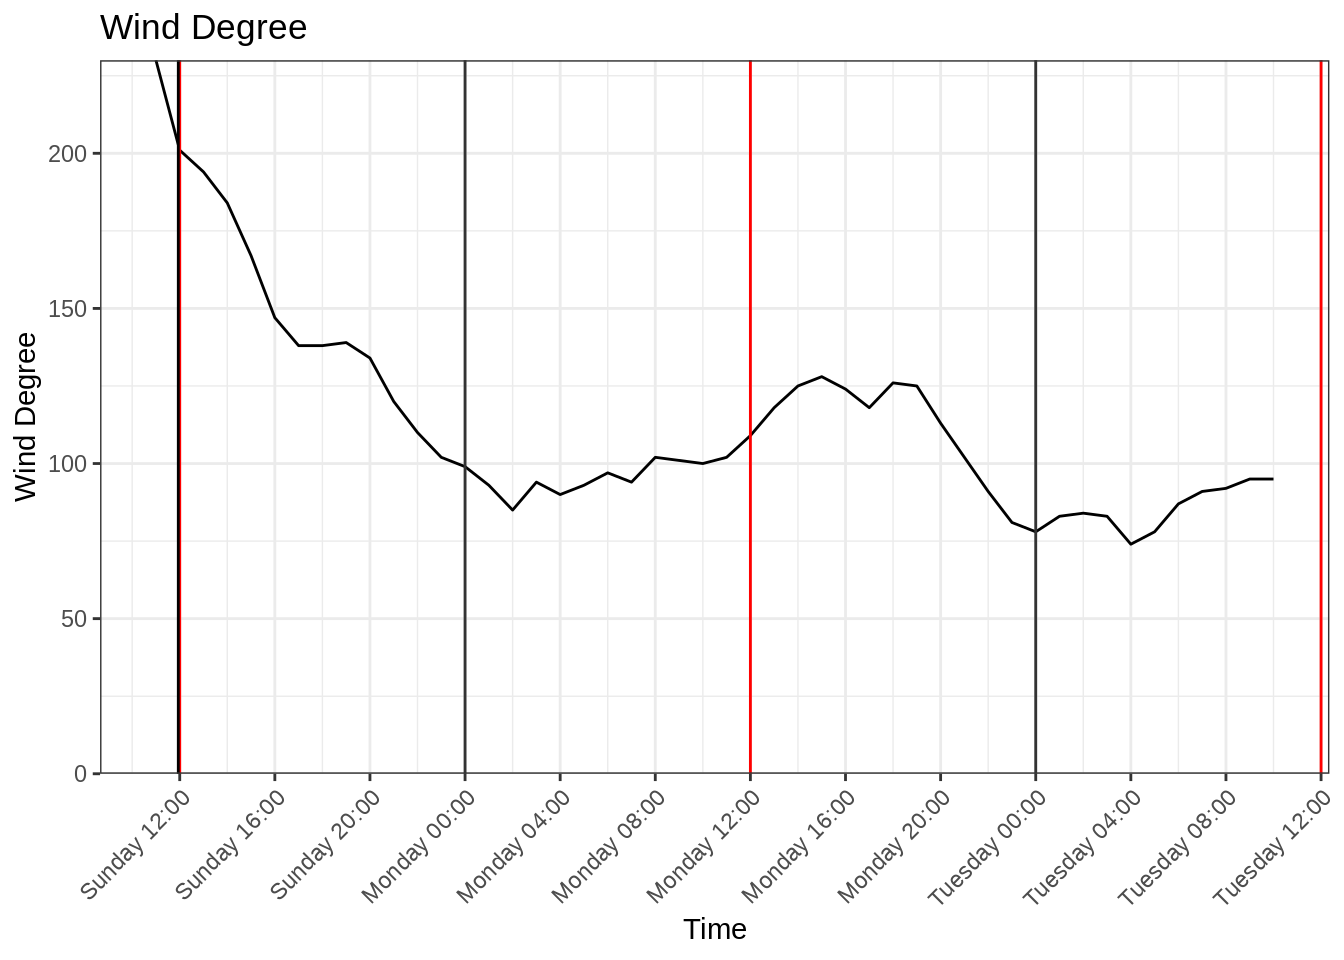 Wind Degree
Wind Degree
200
150
100
50
0
Sunday 12:00
Sunday 16:00
Sunday 20:00
Monday 00:00
Monday 04:00
Monday 08:00
Monday 12:00
Monday 16:00
Monday 20:00
Tuesday 00:00
Tuesday 04:00
Tuesday 08:00
Tuesday 12:00
Time